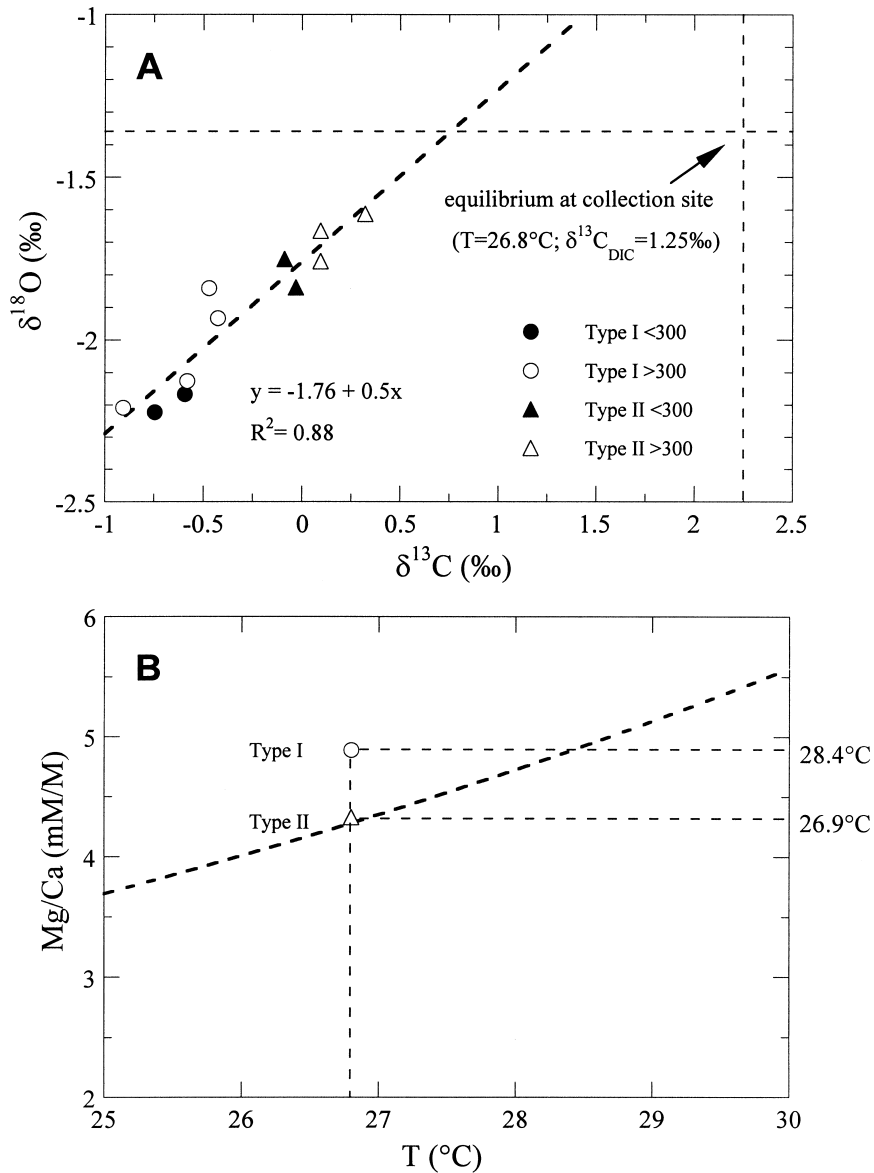 A
-1
-1.5
-2
-2.5
δ18O (‰)
equilibrium at collection site
(T=26.8°C; δ13CDIC=1.25‰)
Type I <300
Type I >300
Type II <300
Type II >300
y = -1.76 + 0.5x
R2= 0.88
-1 -0.5 0 0.5 1 1.5 2 2.5
δ13C (‰)
B
6
5
4
3
2
Mg/Ca (mM/M)
Type I
28.4°C
Type II
26.9°C
25 26 27 28 29 30
T (°C)